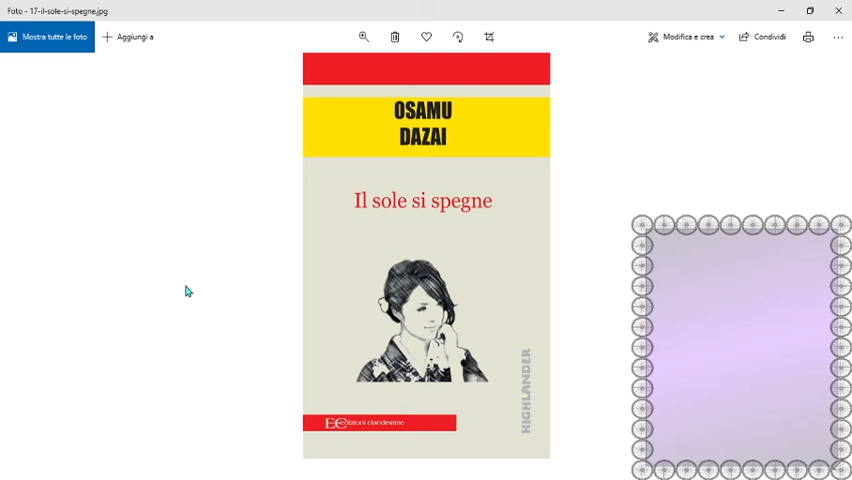 Foto - 17-il-sole-si-spegne.jpg
Mostra tutte le foto
Aggiungi a
Modifica e crea
Condividi
OSAMU
DAZAI
Il sole si spegne
HIGHLANDER
EC Edizioni clandestine